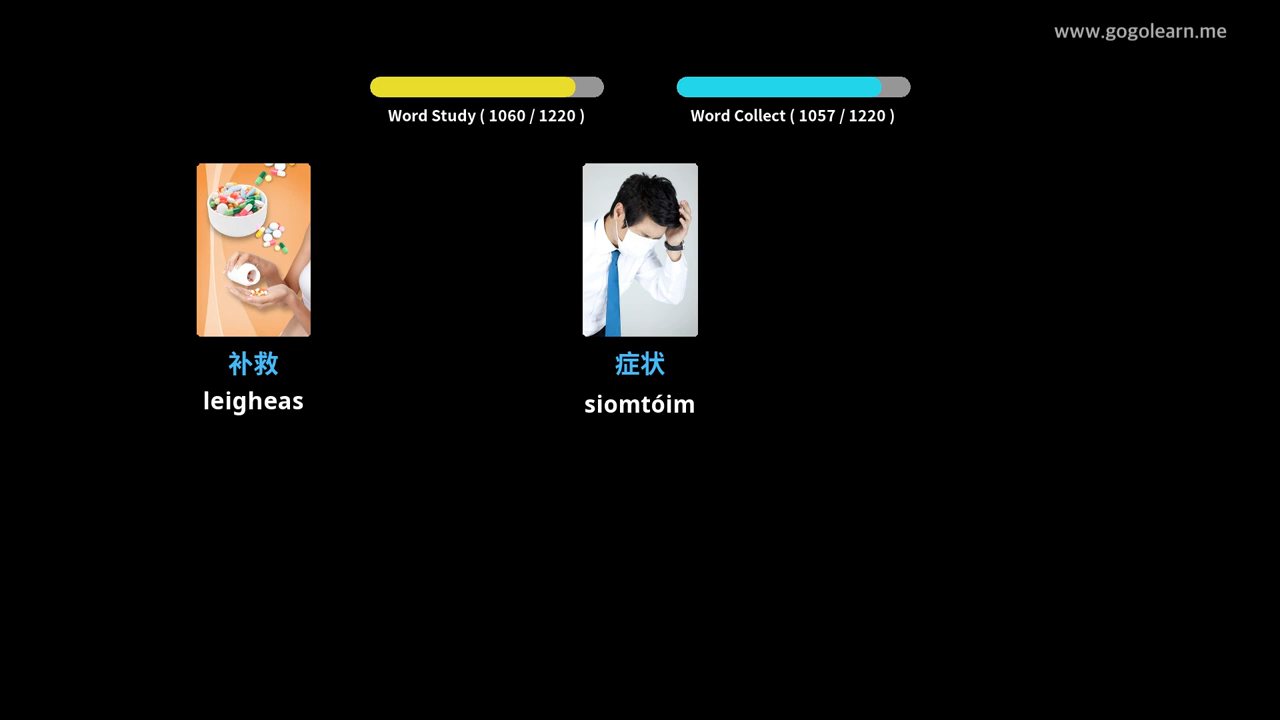 www.gogolearn.me
Word Study ( 1060 / 1220 )
Word Collect ( 1057 / 1220 )
补救
leigheas
症状
siomtóim